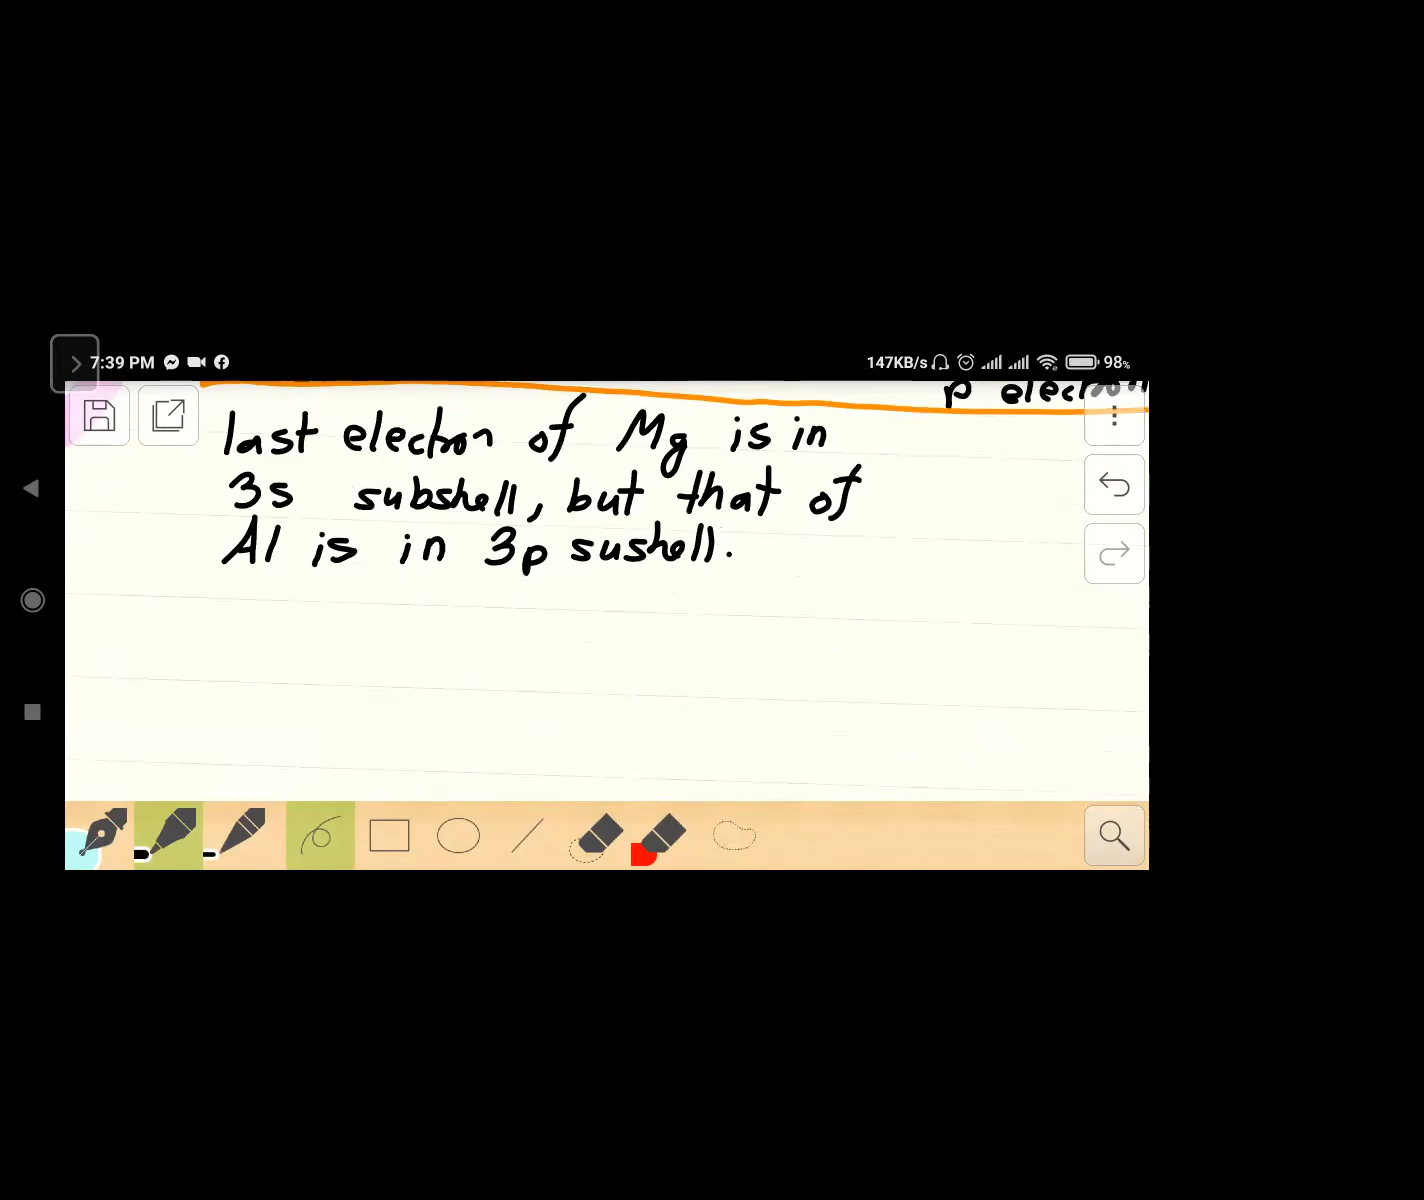 7:39 PM 147KB/s 98%
p electron
last electron of Mg is in
3s subshell, but that of
Al is in 3p sushell.